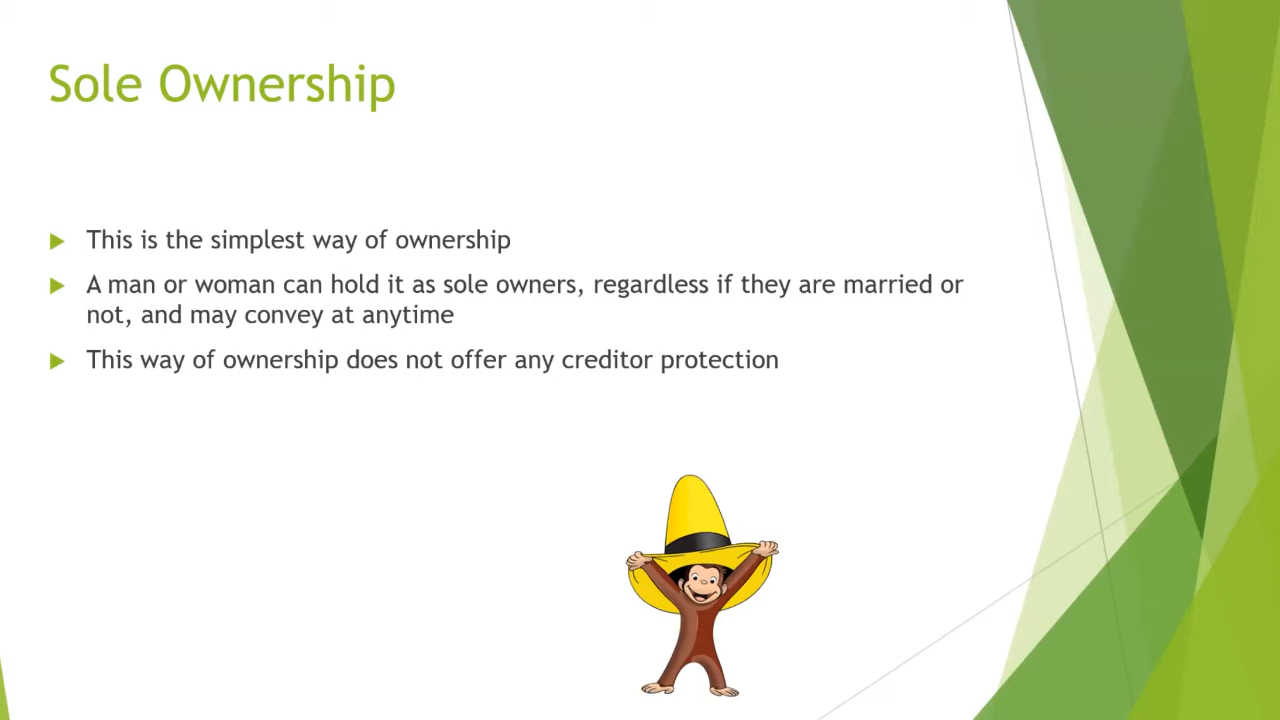 Sole Ownership
This is the simplest way of ownership
A man or woman can hold it as sole owners, regardless if they are married or
not, and may convey at anytime
This way of ownership does not offer any creditor protection